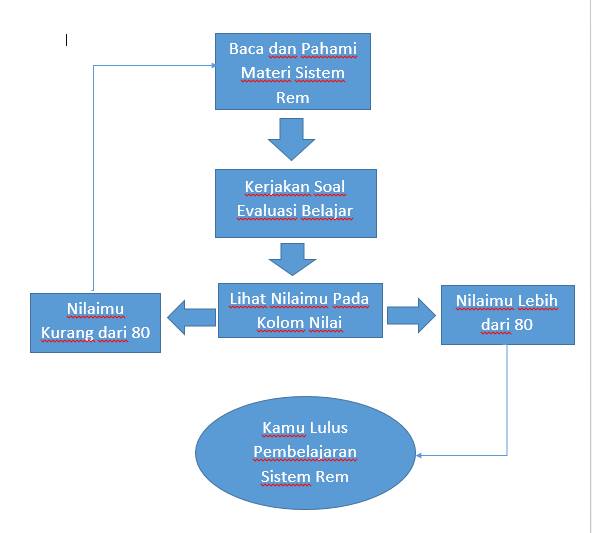 Baca dan Pahami
Materi Sistem
Rem
Kerjakan Soal
Evaluasi Belajar
Lihat Nilaimu Pada
Kolom Nilai
Nilaimu
Kurang dari 80
Nilaimu Lebih
dari 80
Kamu Lulus
Pembelajaran
Sistem Rem